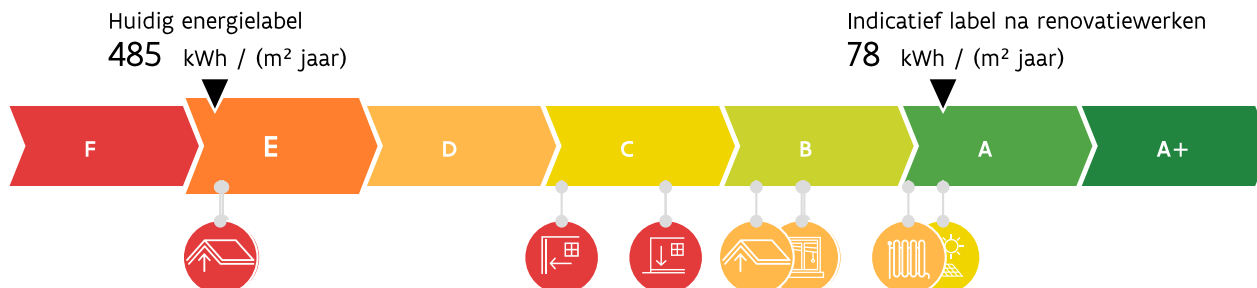 Huidig energielabel
485 kWh / (m² jaar)
Indicatief label na renovatiewerken
78 kWh / (m² jaar)
F E D C B A A+